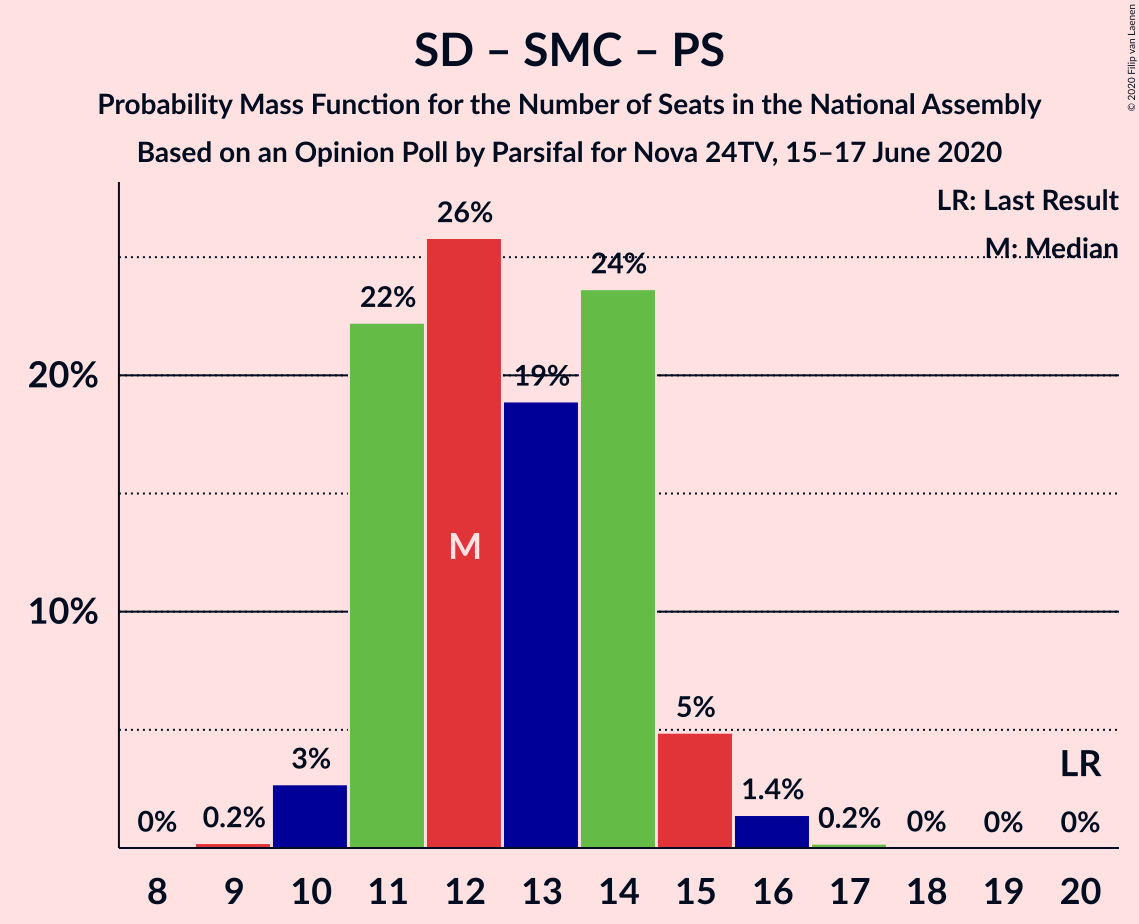 SD – SMC – PS
Probability Mass Function for the Number of Seats in the National Assembly
Based on an Opinion Poll by Parsifal for Nova 24TV, 15–17 June 2020
© 2020 Filip van Laenen
LR: Last Result
M: Median
26%
24%
22%
20%
19%
M
10%
5%
3%
LR
1.4%
0%
0.2%
0.2%
0%
0%
0%
8 9 10 11 12 13 14 15 16 17 18 19 20